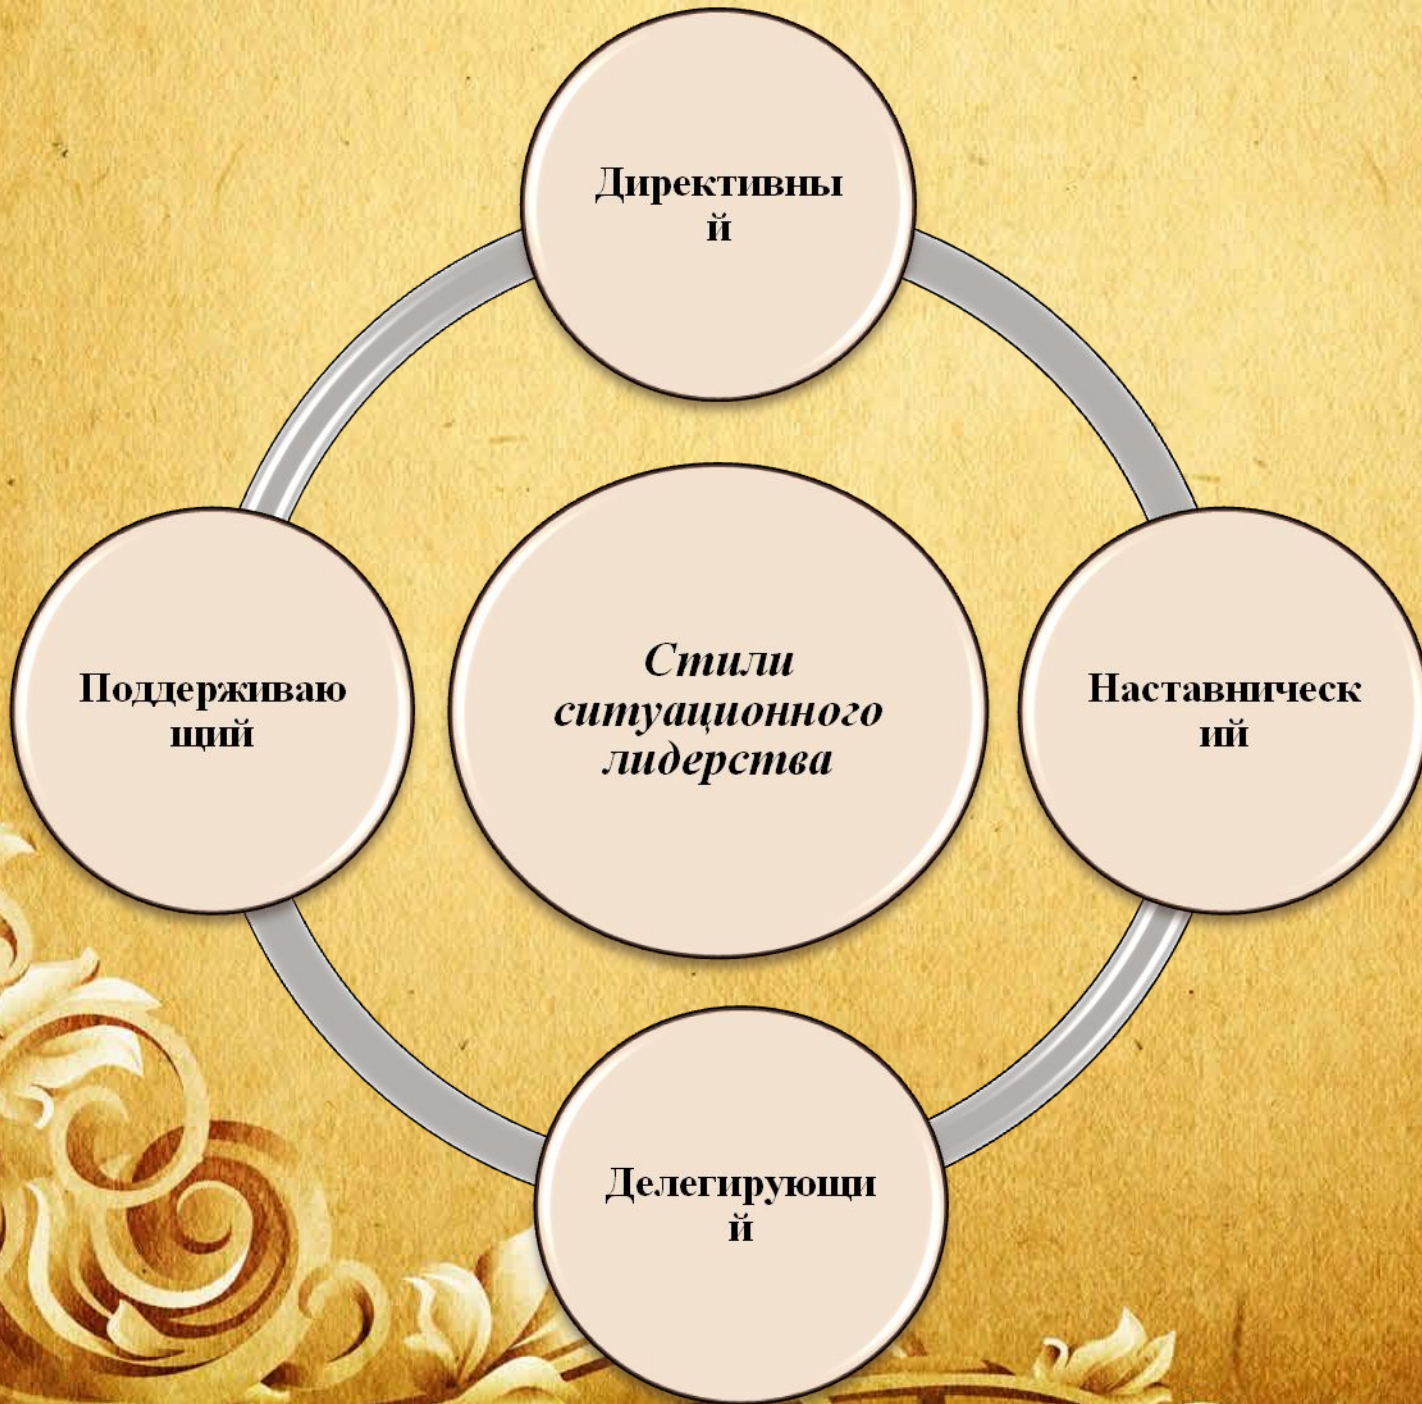 Директивны
й
Поддерживаю
щий
Стили
ситуационного
лидерства
Наставническ
ий
Делегирующи
й